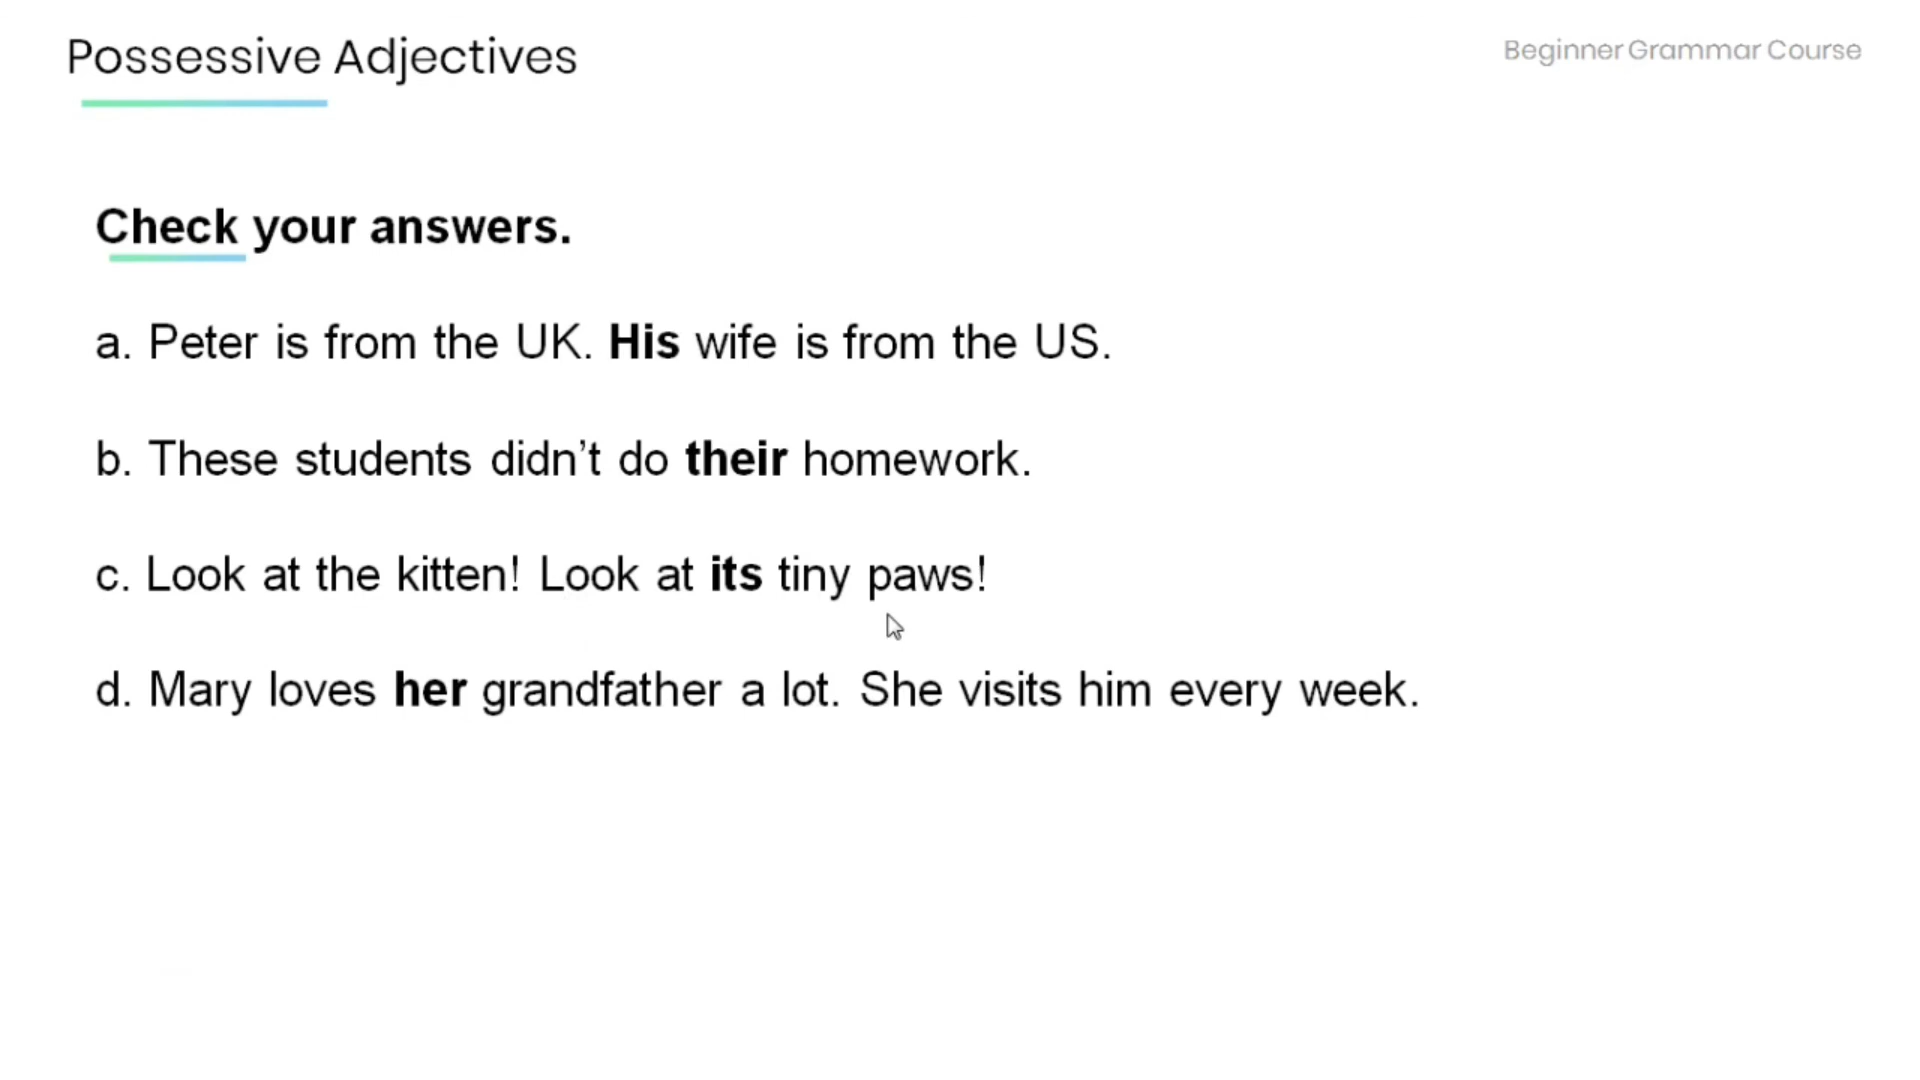 Possessive Adjectives
Beginner Grammar Course
Check your answers.
a. Peter is from the UK. His wife is from the US.
b. These students didn’t do their homework.
c. Look at the kitten! Look at its tiny paws!
d. Mary loves her grandfather a lot. She visits him every week.